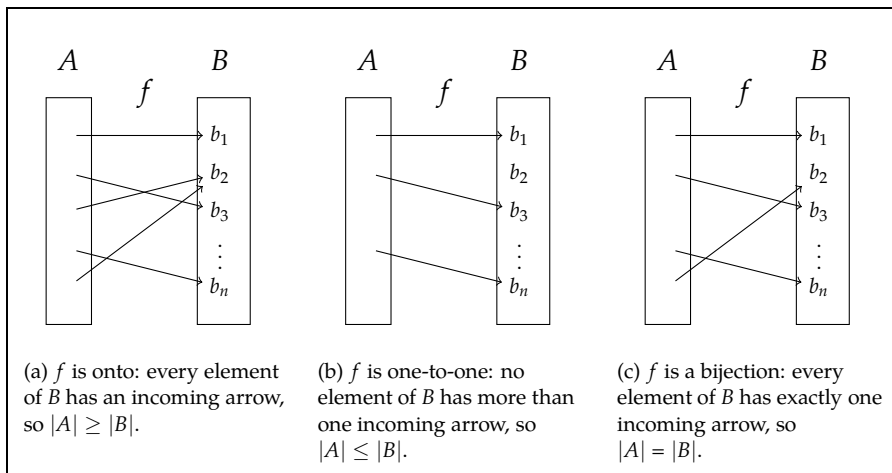 A B
f
b1
b2
b3
⋮
bn
(a) f is onto: every element
of B has an incoming arrow,
so |A| ≥ |B|.
A B
f
b1
b2
b3
⋮
bn
(b) f is one-to-one: no
element of B has more than
one incoming arrow, so
|A| ≤ |B|.
A B
f
b1
b2
b3
⋮
bn
(c) f is a bijection: every
element of B has exactly one
incoming arrow, so
|A| = |B|.